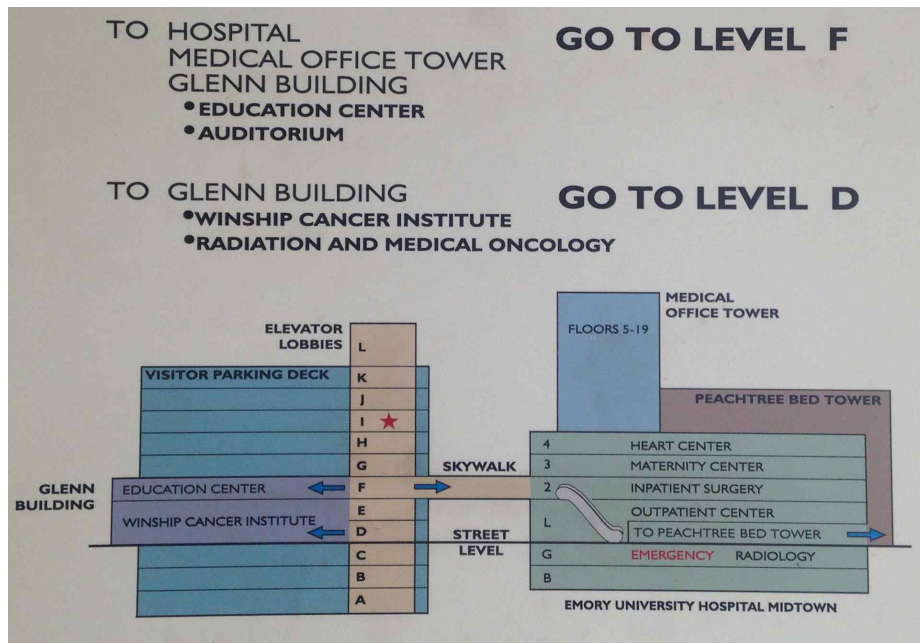 TO HOSPITAL
MEDICAL OFFICE TOWER
GLENN BUILDING
•EDUCATION CENTER
•AUDITORIUM
GO TO LEVEL F
TO GLENN BUILDING
•WINSHIP CANCER INSTITUTE
•RADIATION AND MEDICAL ONCOLOGY
GO TO LEVEL D
ELEVATOR
LOBBIES
VISITOR PARKING DECK
L
K
J
I
H
G
F
E
D
C
B
A
GLENN
BUILDING
EDUCATION CENTER
WINSHIP CANCER INSTITUTE
SKYWALK
STREET
LEVEL
MEDICAL
OFFICE TOWER
FLOORS 5-19
PEACHTREE BED TOWER
4 HEART CENTER
3 MATERNITY CENTER
2 INPATIENT SURGERY
OUTPATIENT CENTER
L
TO PEACHTREE BED TOWER
G EMERGENCY RADIOLOGY
B
EMORY UNIVERSITY HOSPITAL MIDTOWN